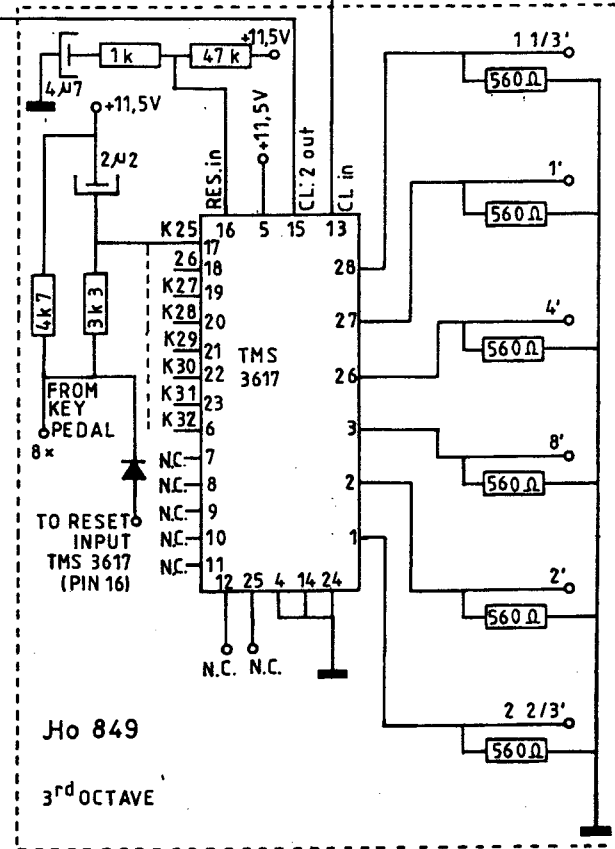 +11,5V
1 1/3'
1k
47k
560Ω
4µ7
+11,5V
2µ2
RES.in
+11,5V
CL:2 out
CL in
1'
560Ω
K25
16
5
15
13
17
26
18
28
K27
19
4'
K28
20
27
560Ω
4k7
3k3
K29
21
TMS
3617
K30
22
26
FROM
KEY
PEDAL
8x
K31
23
K32
6
3
8'
560Ω
N.C.
7
N.C.
8
2
N.C.
9
TO RESET
INPUT
TMS 3617
(PIN 16)
N.C.
10
1
N.C.
11
12
25
4
14
24
2'
560Ω
N.C.
N.C.
2 2/3'
560Ω
Ho 849
3rd OCTAVE